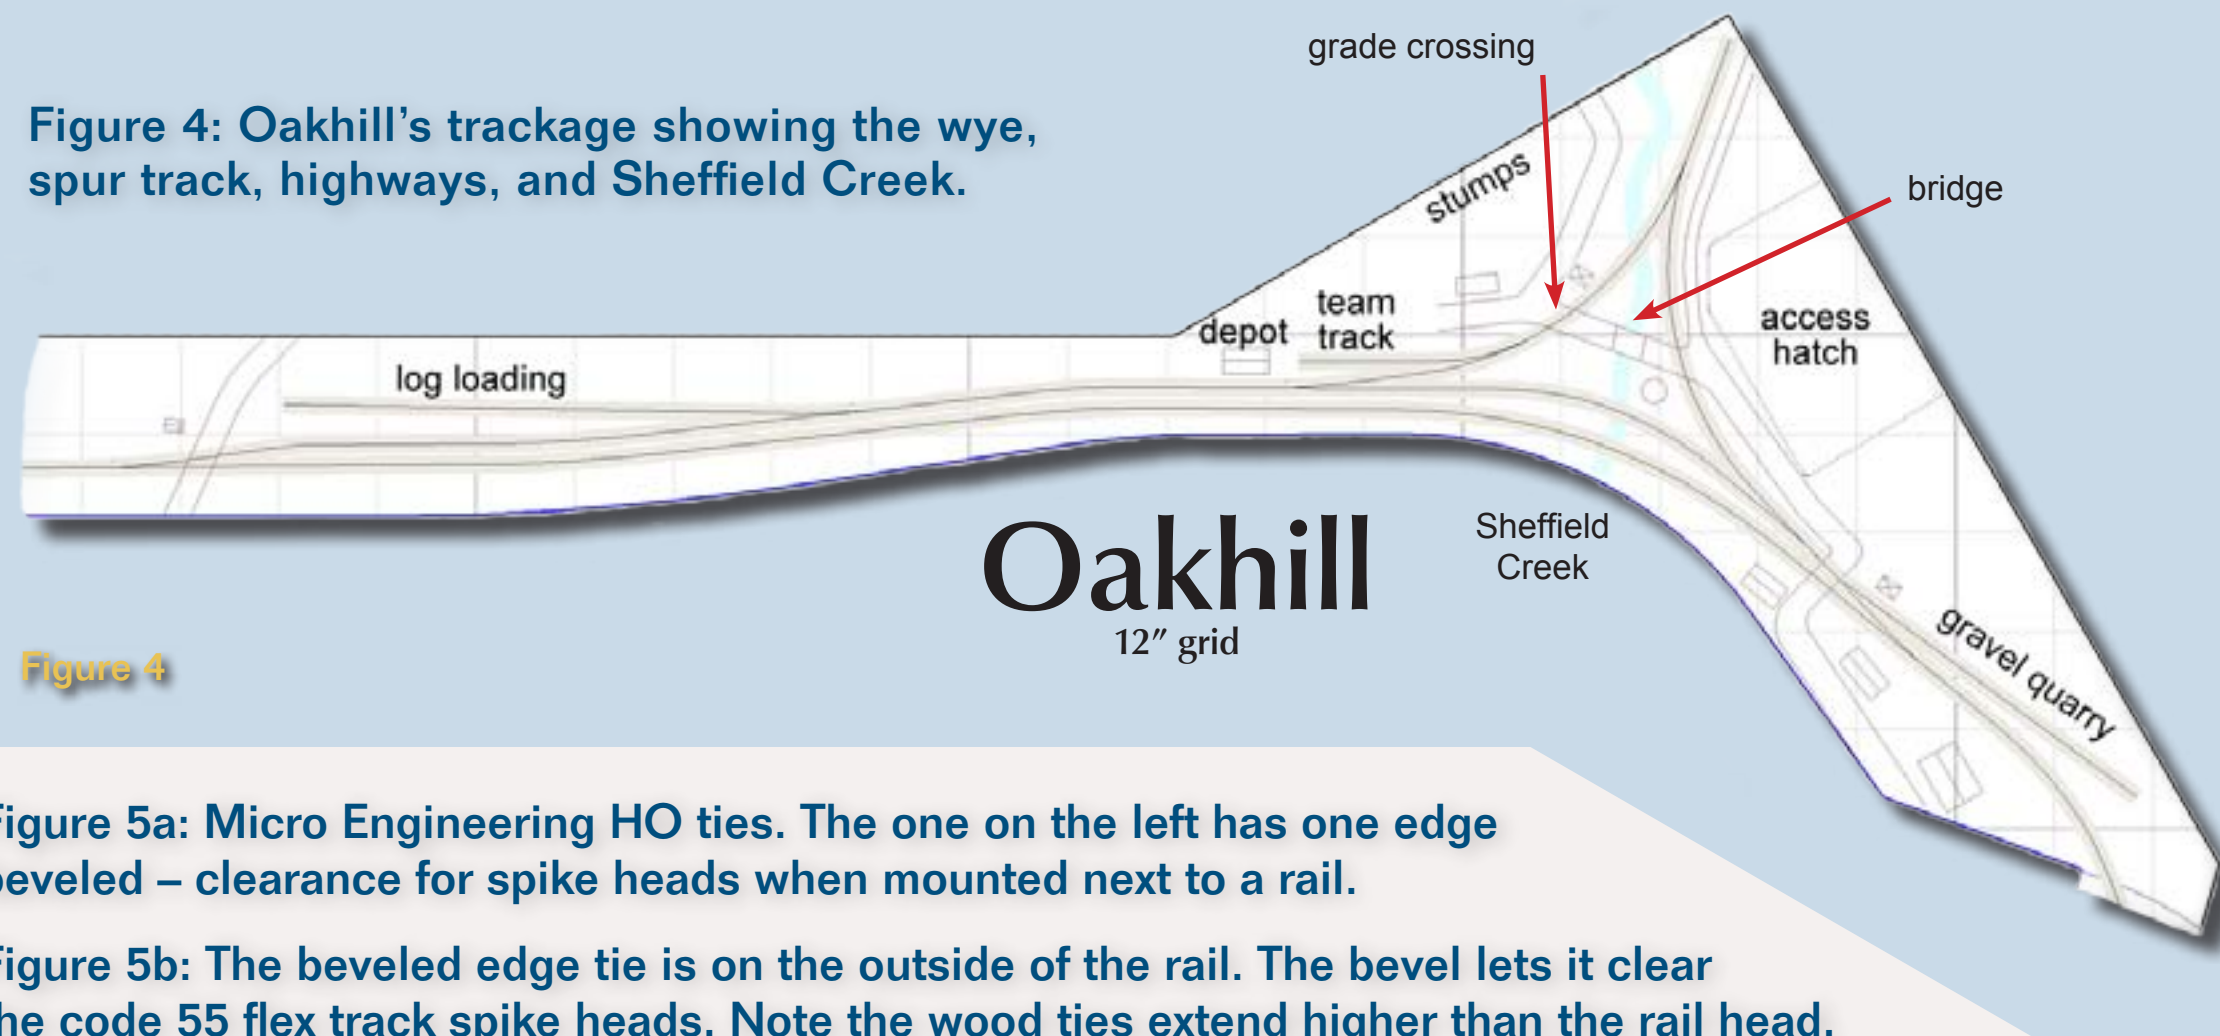 grade crossing
Figure 4: Oakhill’s trackage showing the wye,
spur track, highways, and Sheffield Creek.
stumps
bridge
team
track
depot
access
hatch
log loading
Oakhill
12″ grid
Sheffield
Creek
gravel quarry
Figure 4
Figure 5a: Micro Engineering HO ties. The one on the left has one edge
beveled – clearance for spike heads when mounted next to a rail.
Figure 5b: The beveled edge tie is on the outside of the rail. The bevel lets it clear
the code 55 flex track spike heads. Note the wood ties extend higher than the rail head.